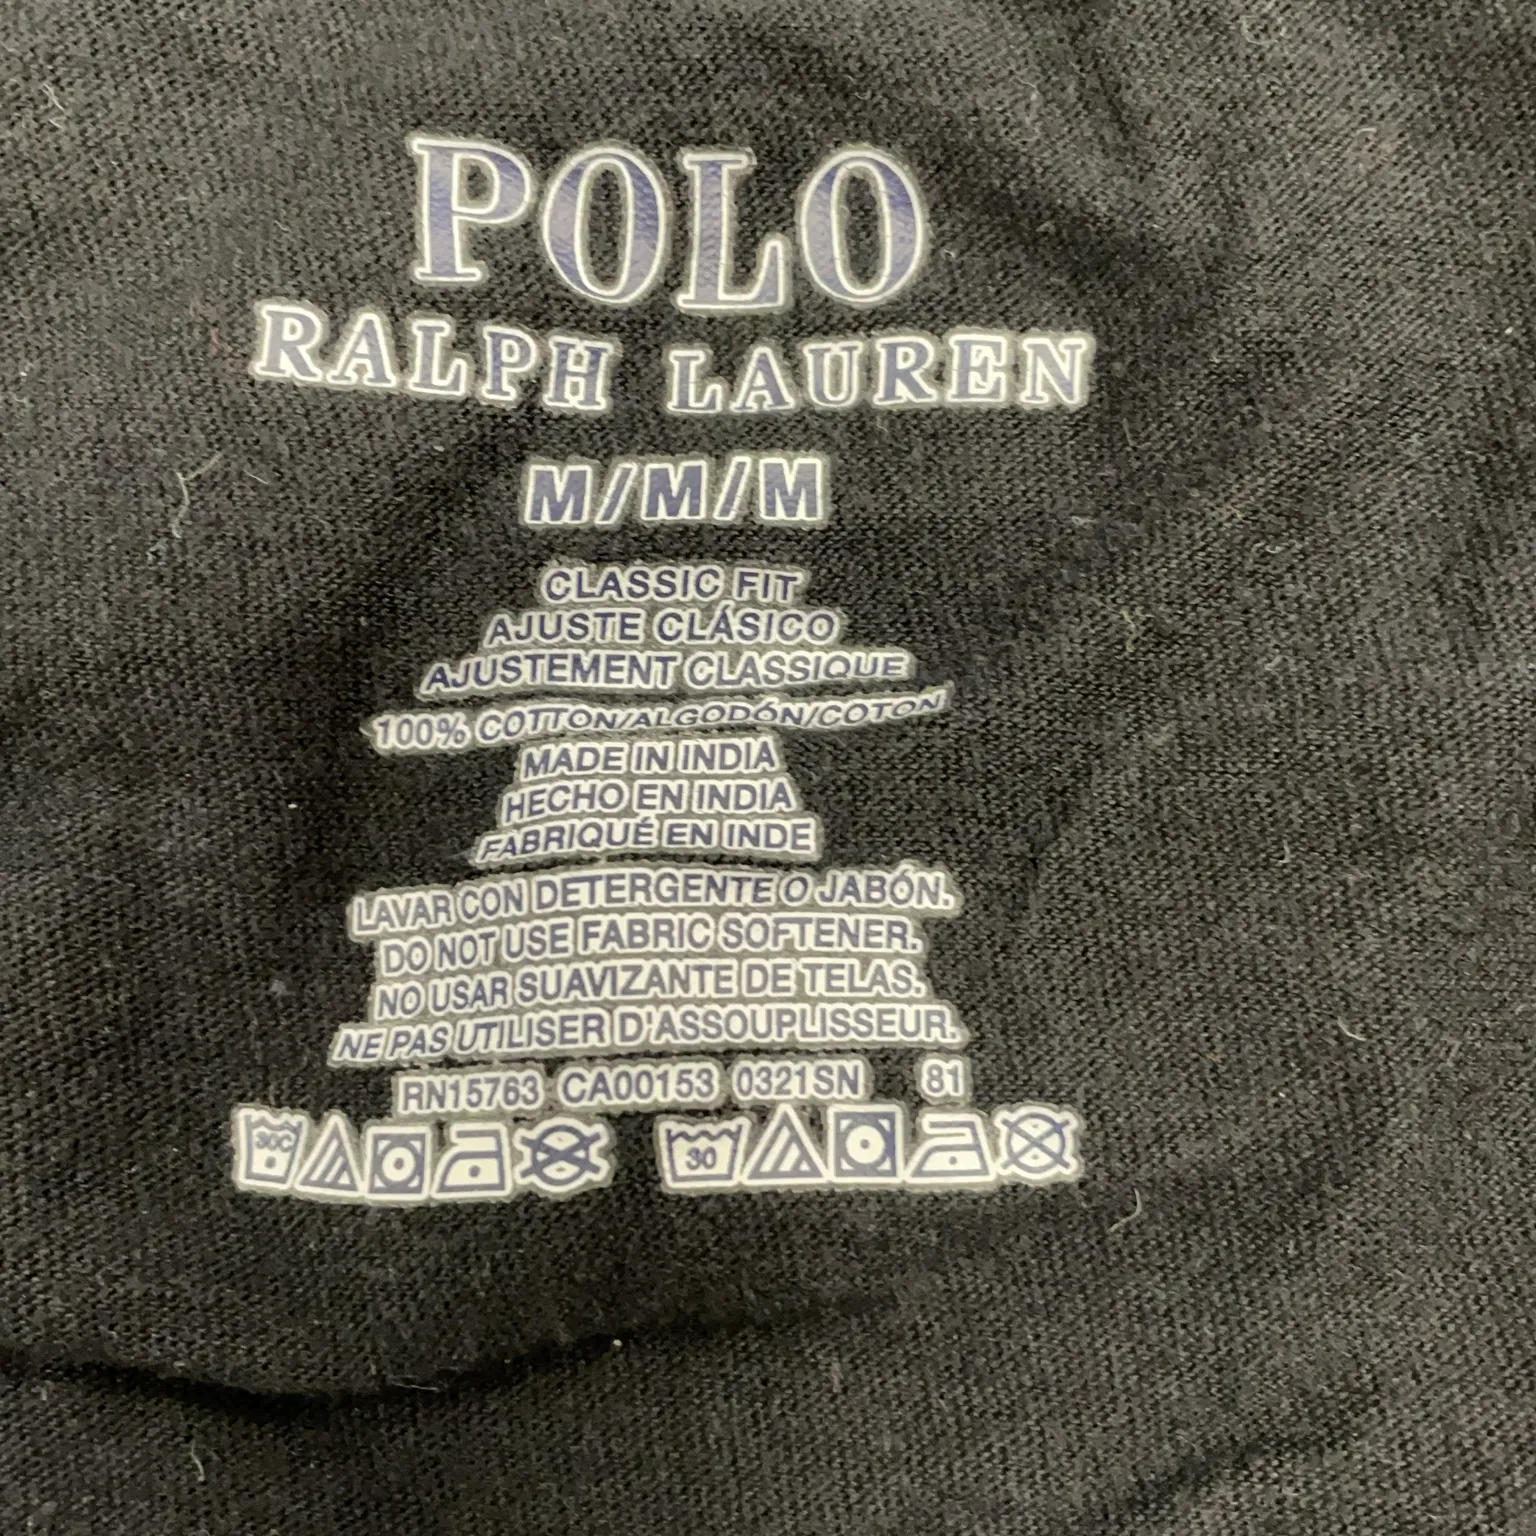 POLO
RALPH LAUREN
M/M/M
CLASSIC FIT
AJUSTE CLÁSICO
AJUSTEMENT CLASSIQUE
100% COTTON/ALGODÓN/COTON
MADE IN INDIA
HECHO EN INDIA
FABRIQUÉ EN INDE
LAVAR CON DETERGENTE O JABÓN.
DO NOT USE FABRIC SOFTENER.
NO USAR SUAVIZANTE DE TELAS.
NE PAS UTILISER D'ASSOUPLISSEUR.
RN15763 CA00153 0321SN 81
30C 30